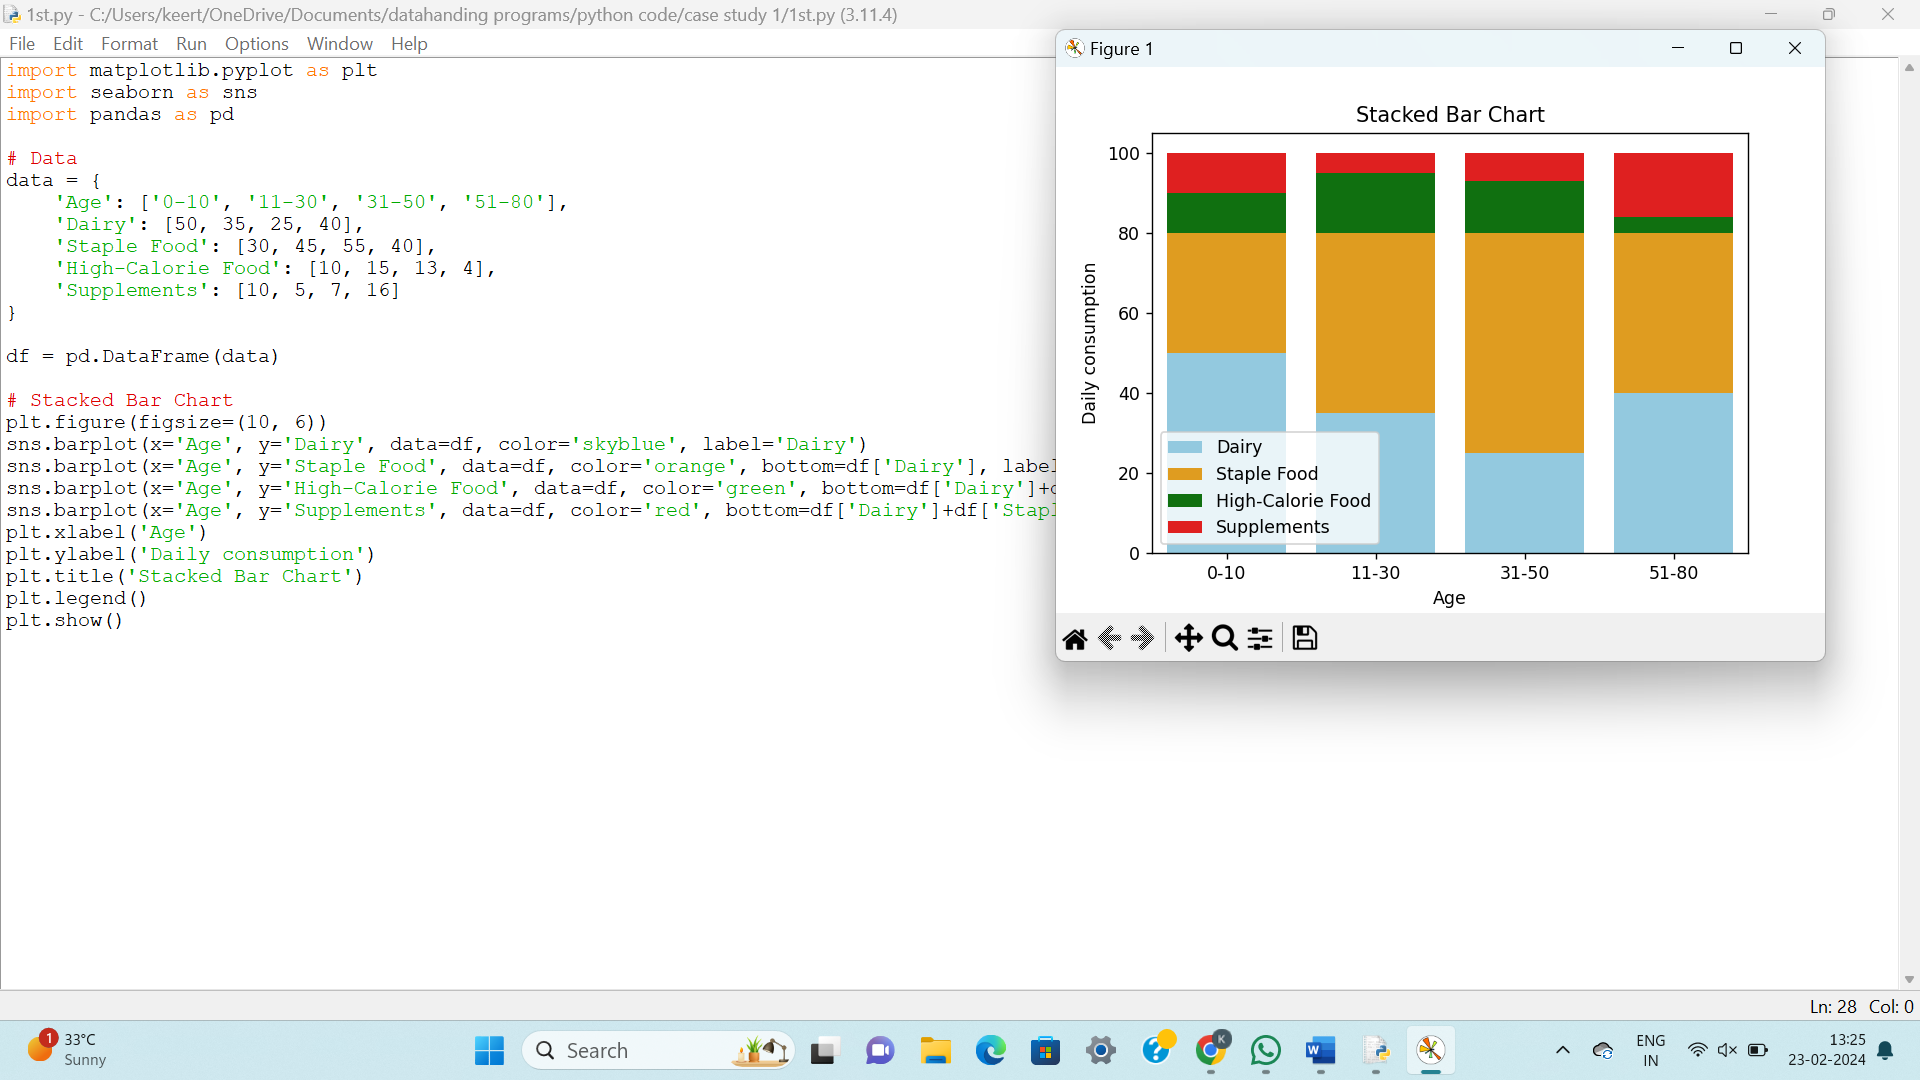 1st.py - C:/Users/keert/OneDrive/Documents/datahanding programs/python code/case study 1/1st.py (3.11.4)
File Edit Format Run Options Window Help
import matplotlib.pyplot as plt
import seaborn as sns
import pandas as pd
# Data
data = {
    'Age': ['0-10', '11-30', '31-50', '51-80'],
    'Dairy': [50, 35, 25, 40],
    'Staple Food': [30, 45, 55, 40],
    'High-Calorie Food': [10, 15, 13, 4],
    'Supplements': [10, 5, 7, 16]
}
df = pd.DataFrame(data)
# Stacked Bar Chart
plt.figure(figsize=(10, 6))
sns.barplot(x='Age', y='Dairy', data=df, color='skyblue', label='Dairy')
sns.barplot(x='Age', y='Staple Food', data=df, color='orange', bottom=df['Dairy'], label
sns.barplot(x='Age', y='High-Calorie Food', data=df, color='green', bottom=df['Dairy']+
sns.barplot(x='Age', y='Supplements', data=df, color='red', bottom=df['Dairy']+df['Stapl
plt.xlabel('Age')
plt.ylabel('Daily consumption')
plt.title('Stacked Bar Chart')
plt.legend()
plt.show()
Figure 1
Stacked Bar Chart
Daily consumption
100
80
60
40
20
0
Dairy
Staple Food
High-Calorie Food
Supplements
0-10 11-30 31-50 51-80
Age
Ln: 28 Col: 0
1
33°C
Sunny
Search
K
W
ENG
IN
13:25
23-02-2024